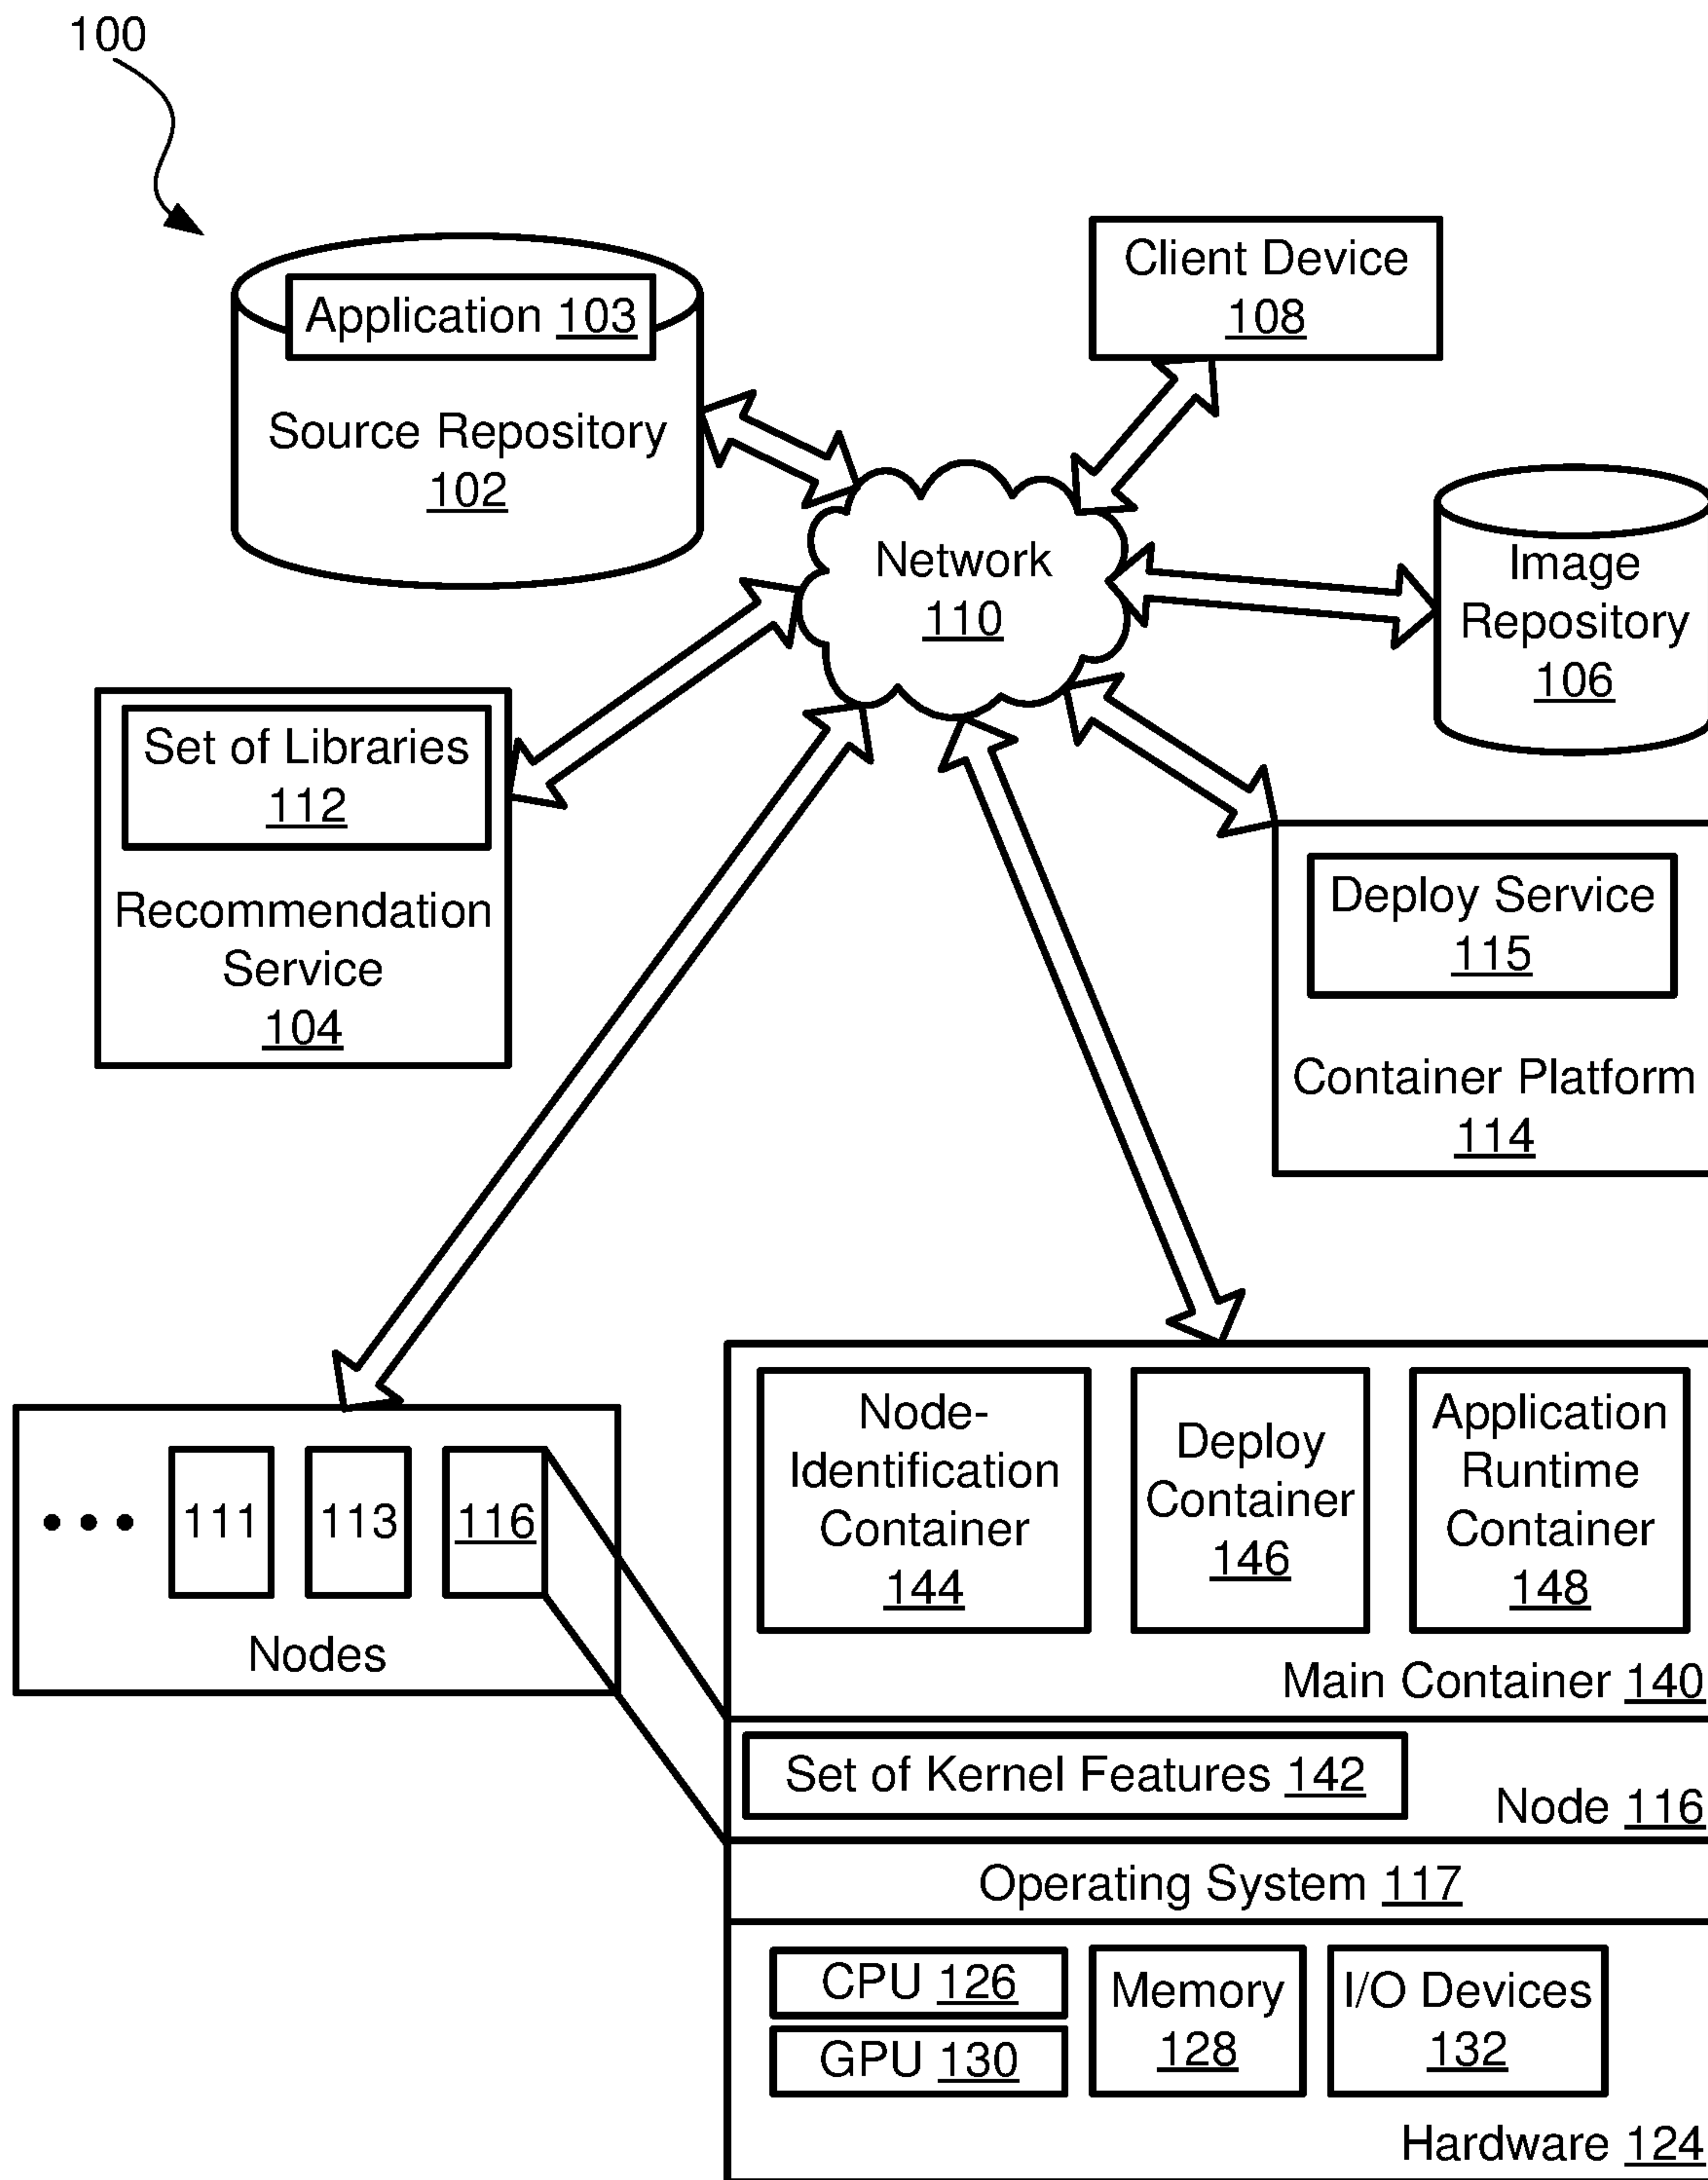 100
Application 103
Source Repository
102
Client Device
108
Network
110
Image
Repository
106
Set of Libraries
112
Recommendation
Service
104
Deploy Service
115
Container Platform
114
111
113
116
Nodes
Node-
Identification
Container
144
Deploy
Container
146
Application
Runtime
Container
148
Main Container 140
Set of Kernel Features 142
Node 116
Operating System 117
CPU 126
GPU 130
Memory
128
I/O Devices
132
Hardware 124